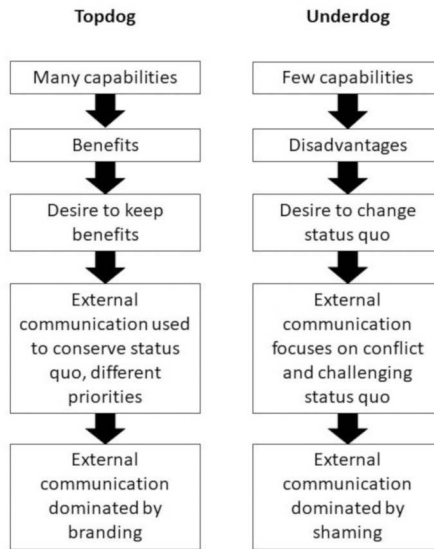 Topdog
Many capabilities
Benefits
Desire to keep
benefits
External
communication used
to conserve status
quo, different
priorities
External
communication
dominated by
branding
Underdog
Few capabilities
Disadvantages
Desire to change
status quo
External
communication
focuses on conflict
and challenging
status quo
External
communication
dominated by
shaming